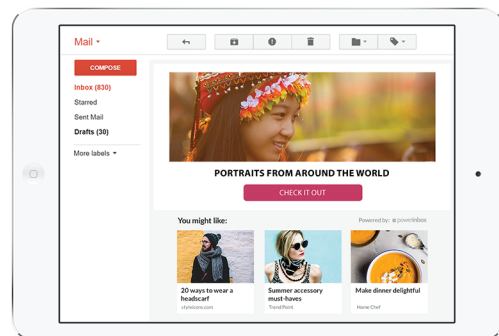 Mail
COMPOSE
Inbox (830)
Starred
Sent Mail
Drafts (30)
More labels
PORTRAITS FROM AROUND THE WORLD
CHECK IT OUT
You might like:
Powered by: powerinbox
20 ways to wear a
headscarf
styleicons.com
Summer accessory
must-haves
Trend Point
Make dinner delightful
Home Chef